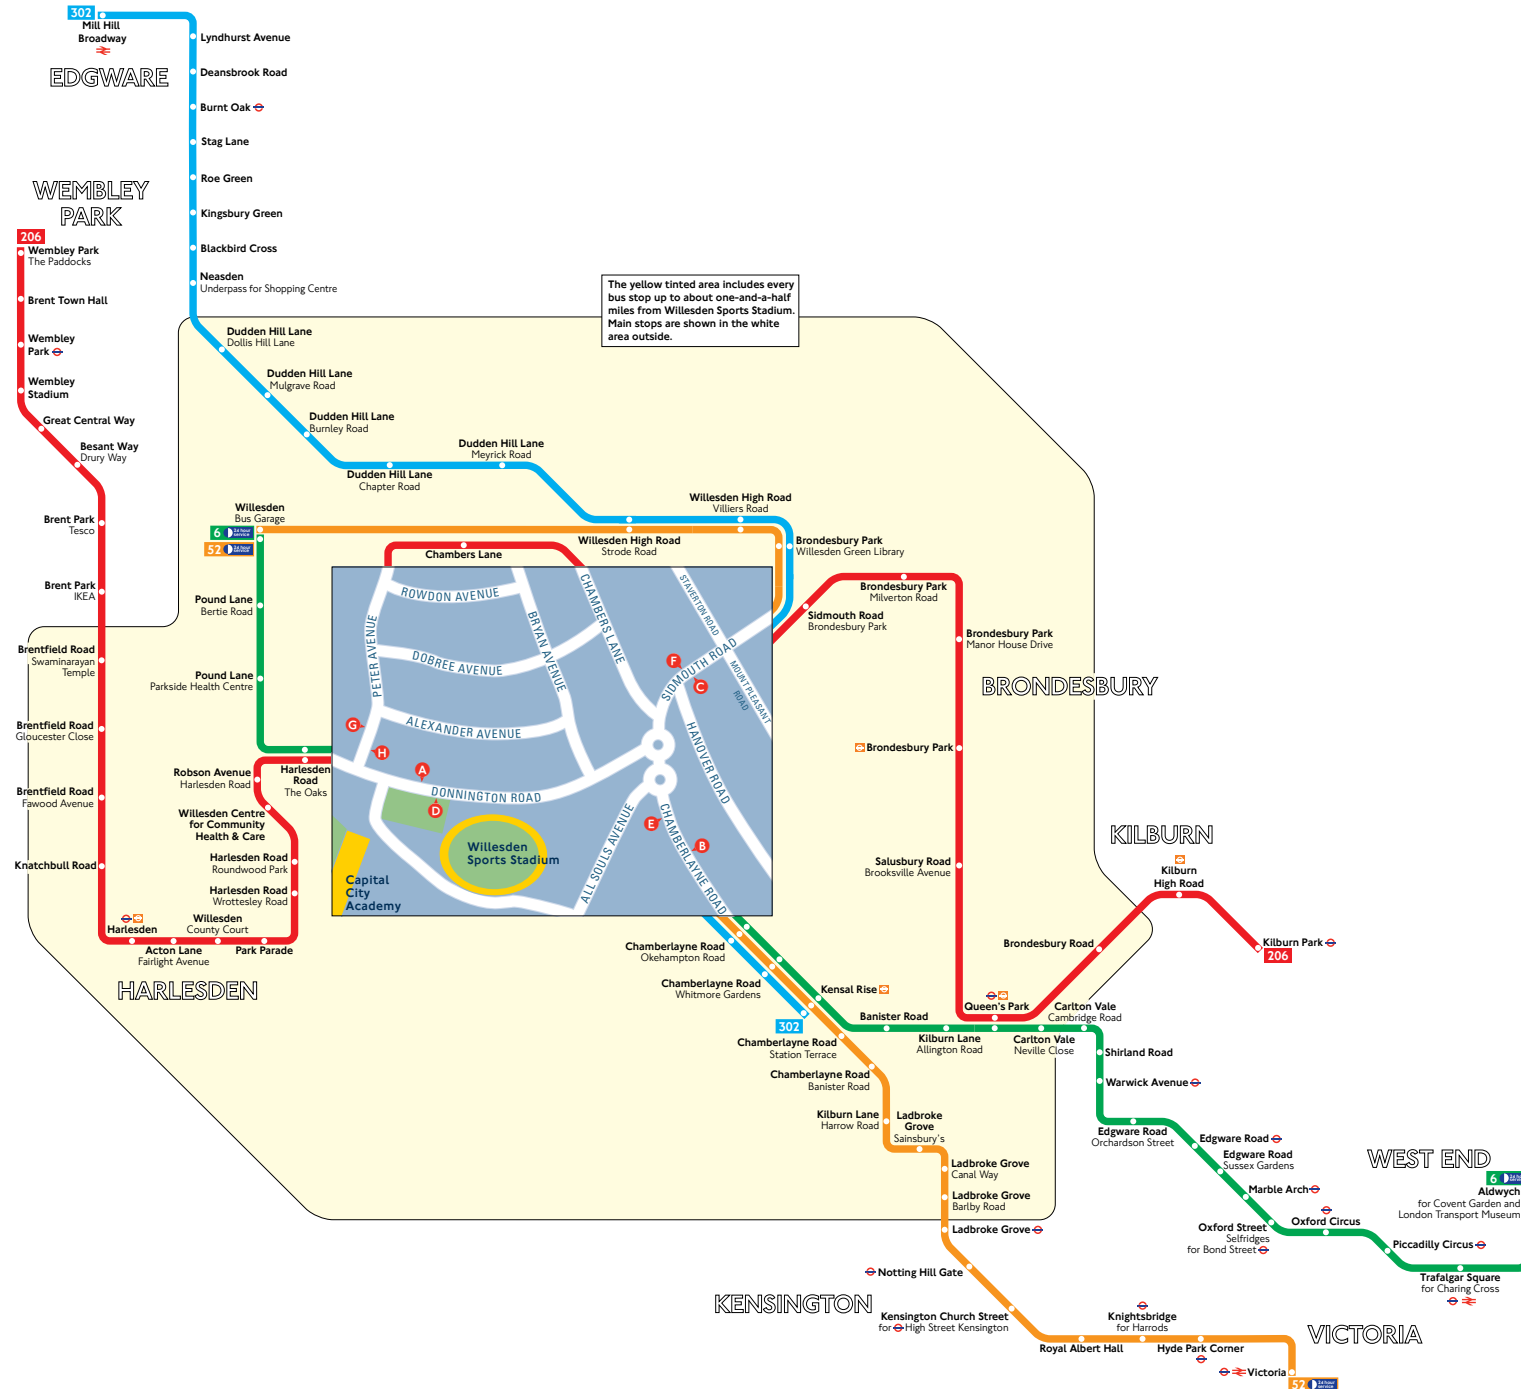 302
Mill Hill
Broadway
EDGWARE
Lyndhurst Avenue
Deansbrook Road
Burnt Oak
Stag Lane
Roe Green
Kingsbury Green
Blackbird Cross
Neasden
Underpass for Shopping Centre
WEMBLEY
PARK
206
Wembley Park
The Paddocks
Brent Town Hall
Wembley
Park
Wembley
Stadium
Great Central Way
Besant Way
Drury Way
Brent Park
Tesco
Brent Park
IKEA
Brentfield Road
Swaminarayan
Temple
Brentfield Road
Gloucester Close
Brentfield Road
Fawood Avenue
Knatchbull Road
Harlesden
Acton Lane
Fairlight Avenue
Willesden
County Court
Park Parade
HARLESDEN
The yellow tinted area includes every
bus stop up to about one-and-a-half
miles from Willesden Sports Stadium.
Main stops are shown in the white
area outside.
Dudden Hill Lane
Dollis Hill Lane
Dudden Hill Lane
Mulgrave Road
Dudden Hill Lane
Burnley Road
Dudden Hill Lane
Chapter Road
Dudden Hill Lane
Meyrick Road
Willesden High Road
Villiers Road
Willesden High Road
Strode Road
Brondesbury Park
Willesden Green Library
Willesden
Bus Garage
6
24 hour
service
52
24 hour
service
Chambers Lane
Pound Lane
Bertie Road
Pound Lane
Parkside Health Centre
Harlesden
Road
The Oaks
Robson Avenue
Harlesden Road
Willesden Centre
for Community
Health & Care
Harlesden Road
Roundwood Park
Harlesden Road
Wrottesley Road
ROWDON AVENUE
PETER AVENUE
DOBREE AVENUE
BRYAN AVENUE
CHAMBERS LANE
STAVERTON ROAD
SIDMOUTH ROAD
MOUNT PLEASANT
ROAD
ALEXANDER AVENUE
HANOVER ROAD
DONNINGTON ROAD
ALL SOULS AVENUE
CHAMBERLAYNE ROAD
F
C
G
H
A
D
E
B
Willesden
Sports Stadium
Capital
City
Academy
Sidmouth Road
Brondesbury Park
Brondesbury Park
Milverton Road
Brondesbury Park
Manor House Drive
BRONDESBURY
Brondesbury Park
Salusbury Road
Brooksville Avenue
KILBURN
Kilburn
High Road
Brondesbury Road
Kilburn Park
206
Queen's Park
Chamberlayne Road
Okehampton Road
Chamberlayne Road
Whitmore Gardens
302
Kensal Rise
Chamberlayne Road
Station Terrace
Chamberlayne Road
Banister Road
Banister Road
Kilburn Lane
Allington Road
Carlton Vale
Neville Close
Carlton Vale
Cambridge Road
Shirland Road
Warwick Avenue
Edgware Road
Orchardson Street
Edgware Road
Edgware Road
Sussex Gardens
Marble Arch
Oxford Street
Selfridges
for Bond Street
Oxford Circus
Piccadilly Circus
Trafalgar Square
for Charing Cross
WEST END
6
24 hour
service
Aldwych
for Covent Garden and
London Transport Museum
Kilburn Lane
Harrow Road
Ladbroke
Grove
Sainsbury's
Ladbroke Grove
Canal Way
Ladbroke Grove
Barlby Road
Ladbroke Grove
Notting Hill Gate
KENSINGTON
Kensington Church Street
for High Street Kensington
Royal Albert Hall
Knightsbridge
for Harrods
Hyde Park Corner
VICTORIA
Victoria
52
24 hour
service